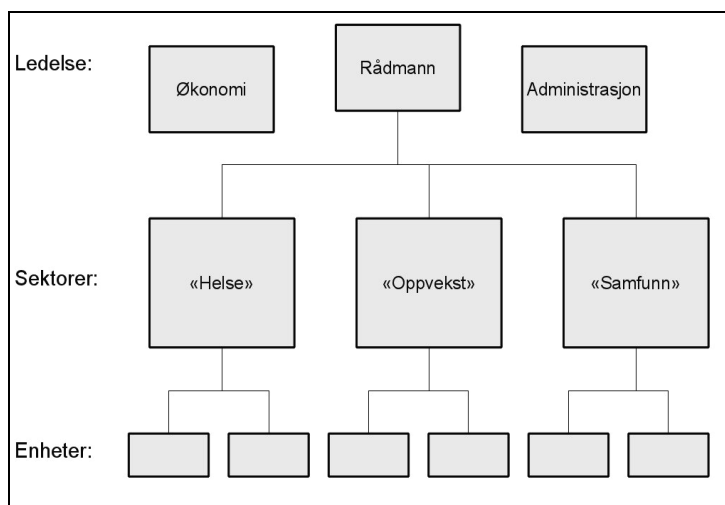 Ledelse:
Økonomi
Rådmann
Administrasjon
Sektorer:
«Helse»
«Oppvekst»
«Samfunn»
Enheter: